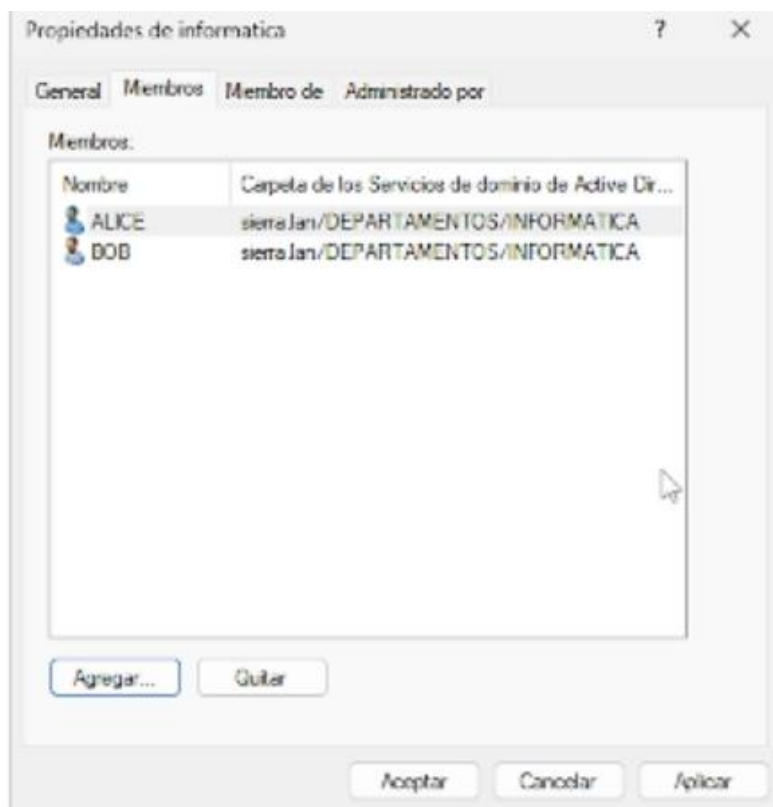 Propiedades de informatica ? ×
General Miembros Miembro de Administrado por
Miembros:
Nombre Carpeta de los Servicios de dominio de Active Dir...
ALICE sierra.lan/DEPARTAMENTOS/INFORMATICA
BOB sierra.lan/DEPARTAMENTOS/INFORMATICA
Agregar... Quitar
Aceptar Cancelar Aplicar